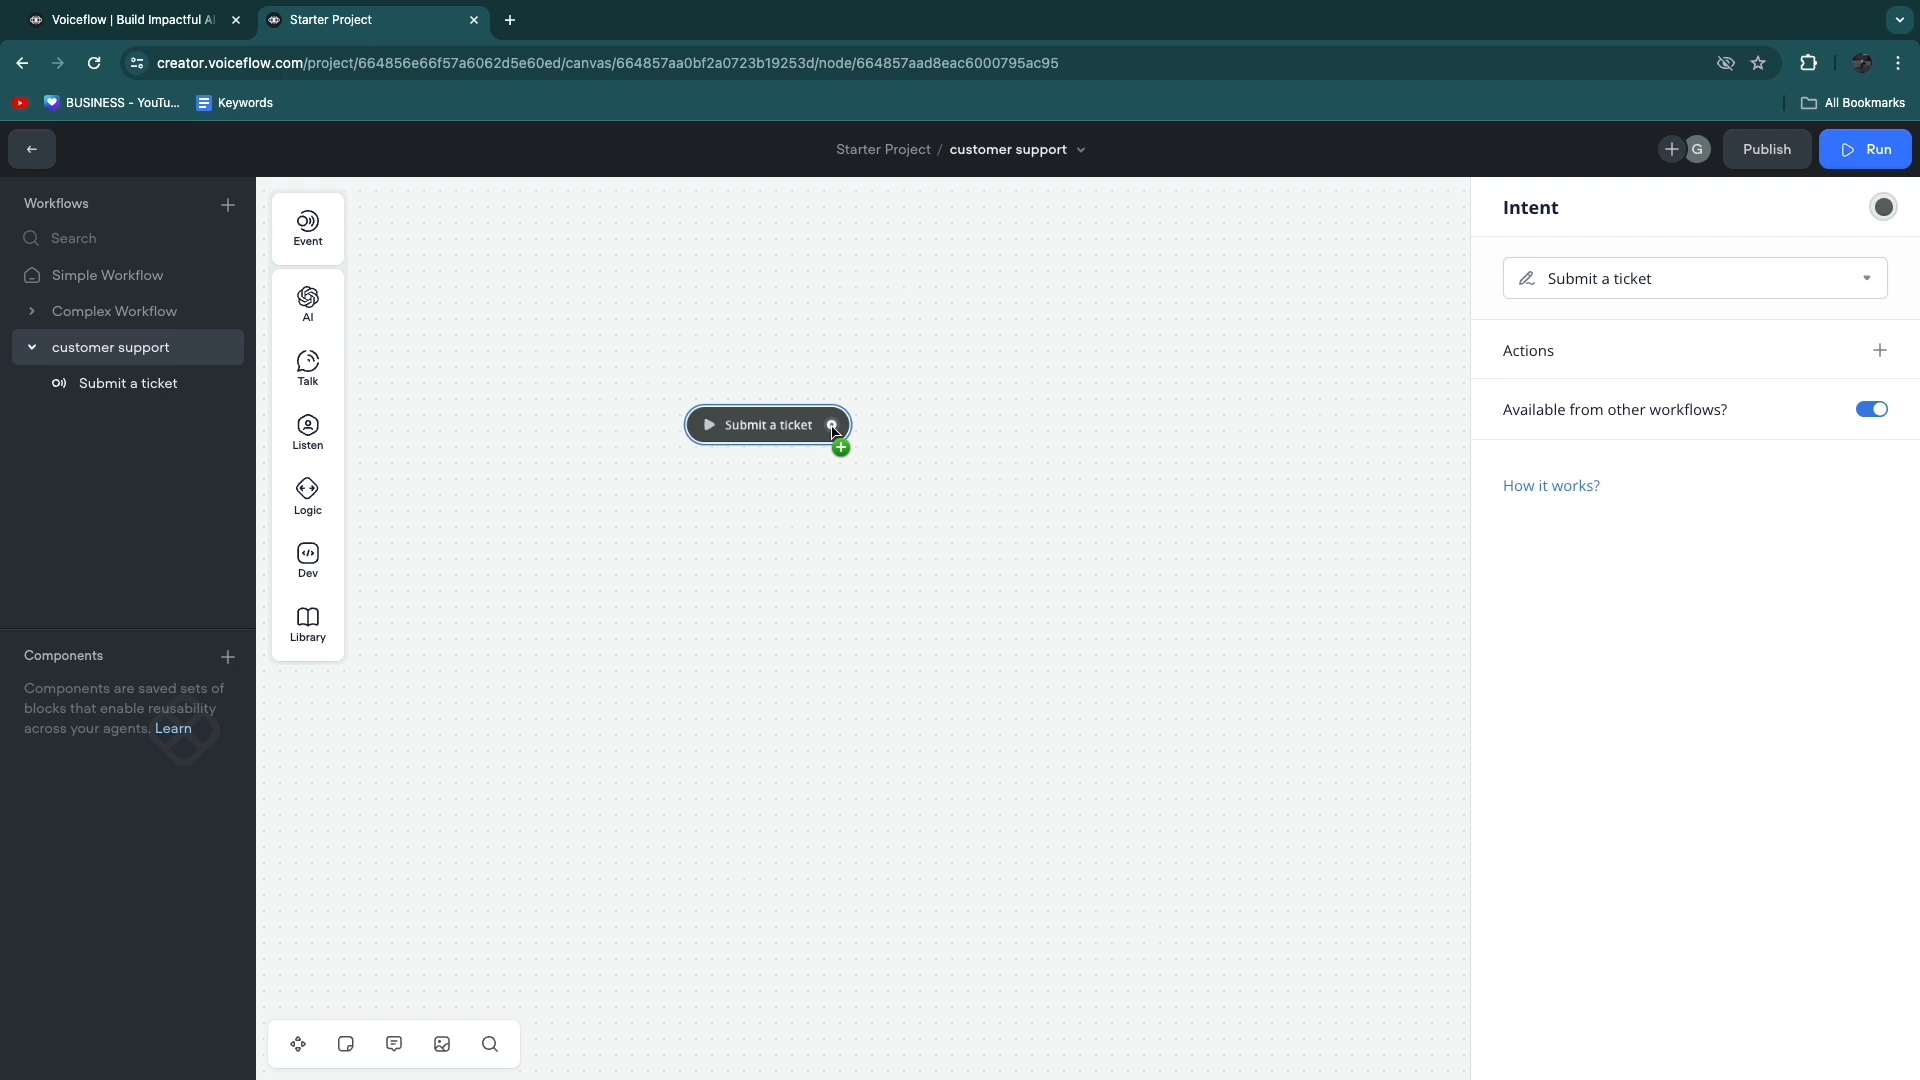 Voiceflow | Build Impactful AI
Starter Project
creator.voiceflow.com/project/664856e66f57a6062d5e60ed/canvas/664857aa0bf2a0723b19253d/node/664857aad8eac6000795ac95
BUSINESS - YouTu...
Keywords
All Bookmarks
Starter Project / customer support
G
Publish
Run
Workflows
Search
Simple Workflow
Complex Workflow
customer support
Submit a ticket
Components
Components are saved sets of
blocks that enable reusability
across your agents. Learn
Event
AI
Talk
Listen
Logic
Dev
Library
Submit a ticket
Intent
Submit a ticket
Actions
Available from other workflows?
How it works?